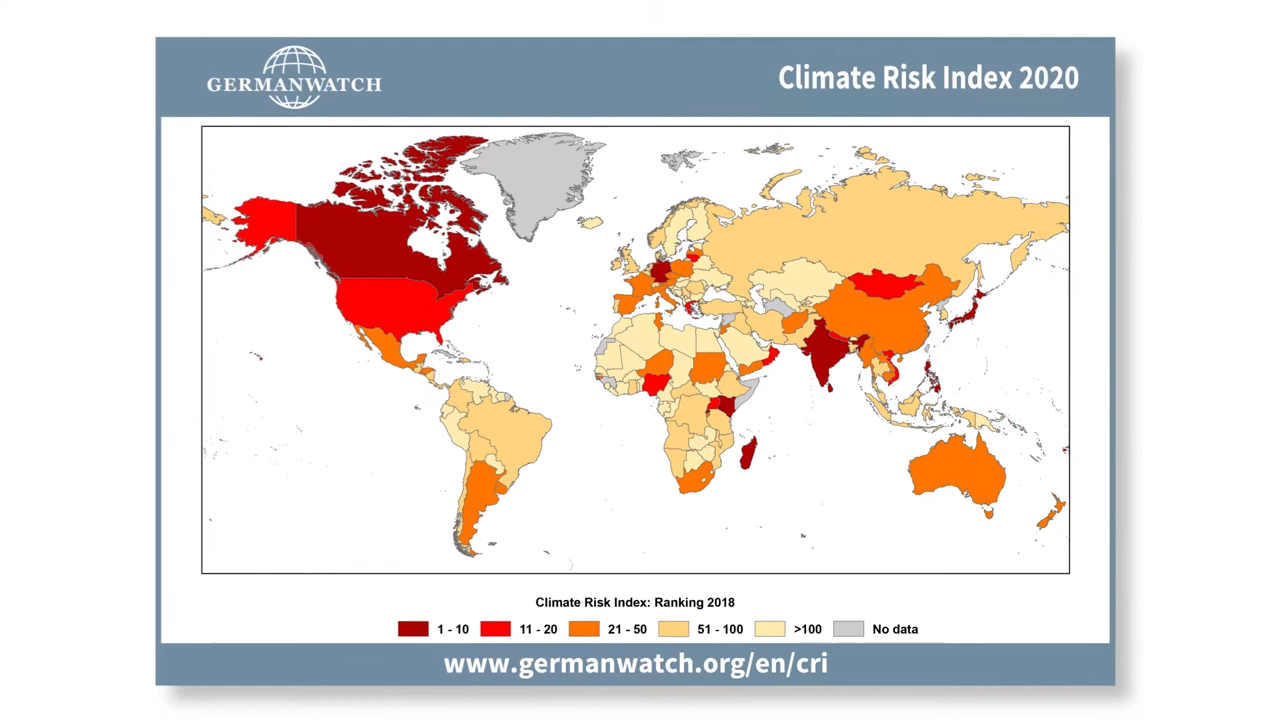 GERMANWATCH
Climate Risk Index 2020
Climate Risk Index: Ranking 2018
1 - 10 11 - 20 21 - 50 51 - 100 >100 No data
www.germanwatch.org/en/cri